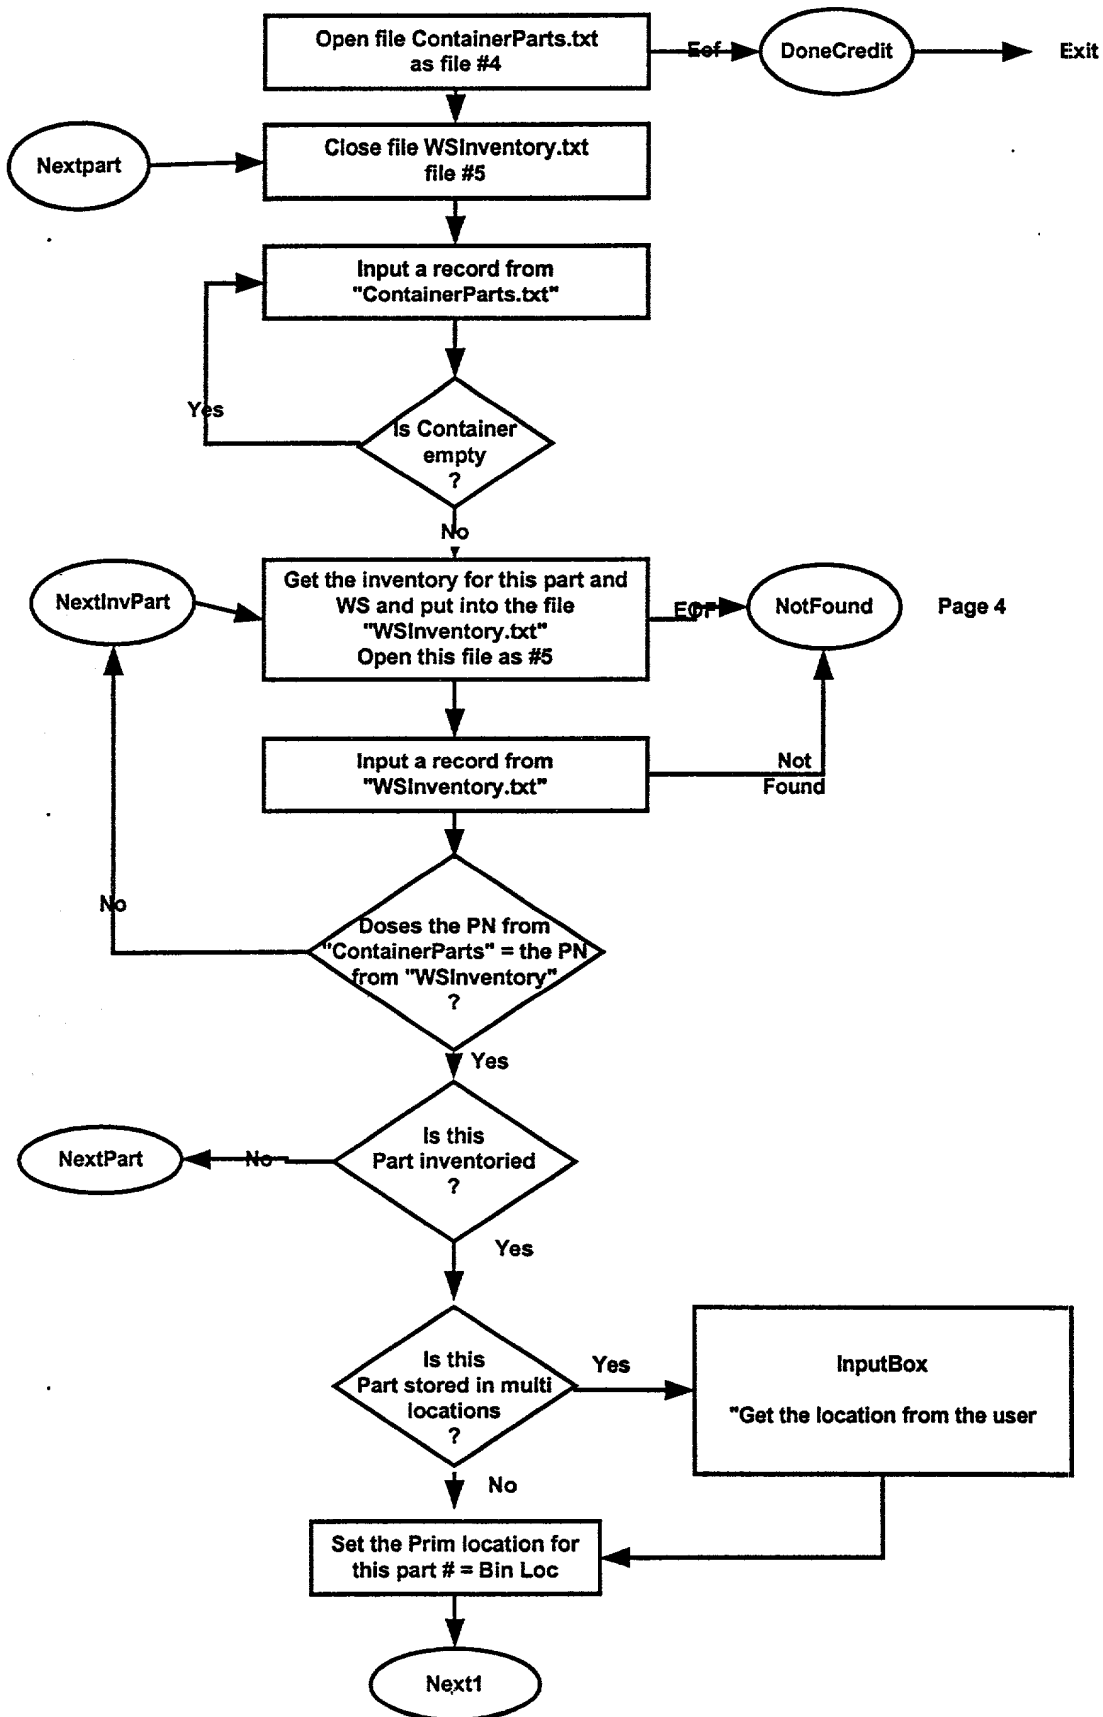 Open file ContainerParts.txt
as file #4
Eof
DoneCredit
Exit
Nextpart
Close file WSInventory.txt
file #5
Input a record from
"ContainerParts.txt"
Yes
Is Container
empty
?
No
NextInvPart
Get the inventory for this part and
WS and put into the file
"WSInventory.txt"
Open this file as #5
EOF
NotFound
Page 4
Input a record from
"WSInventory.txt"
Not
Found
No
Doses the PN from
"ContainerParts" = the PN
from "WSInventory"
?
Yes
NextPart
No
Is this
Part inventoried
?
Yes
Is this
Part stored in multi
locations
?
Yes
InputBox
"Get the location from the user
No
Set the Prim location for
this part # = Bin Loc
Next1